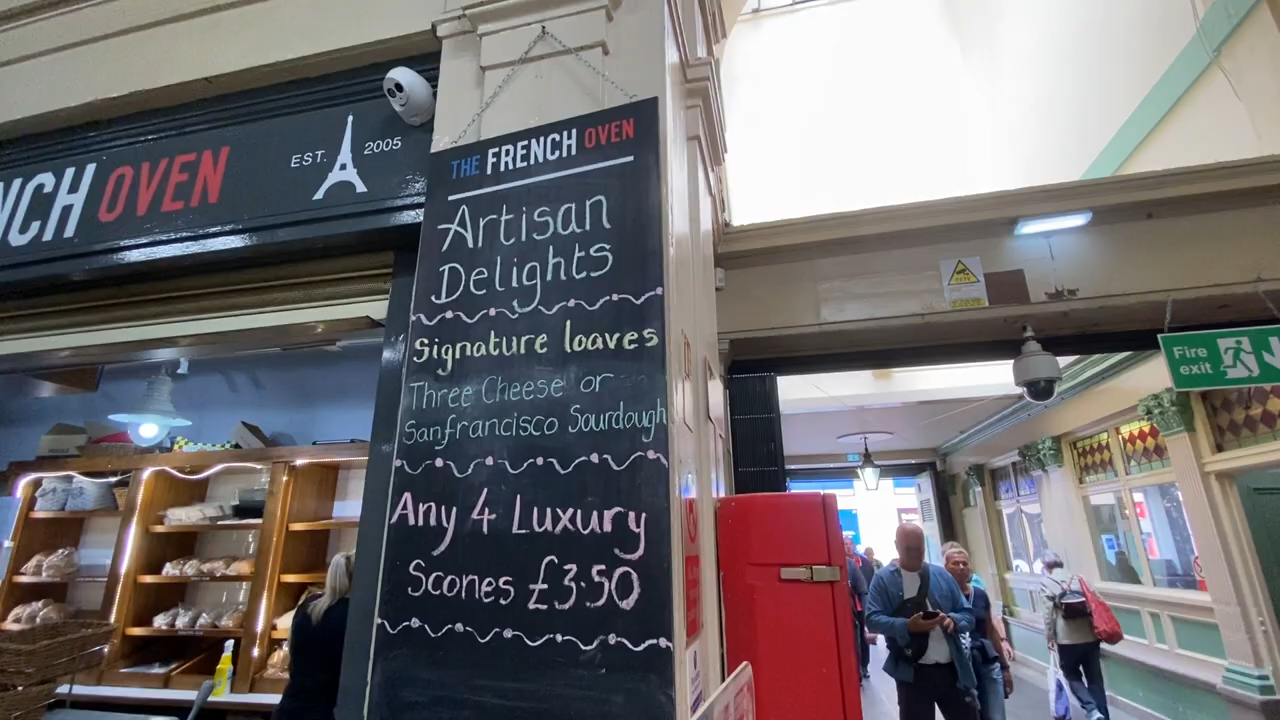 NCH OVEN
EST. 2005
THE FRENCH OVEN
Artisan
Delights
Signature loaves
Three Cheese or
Sanfrancisco Sourdough
Any 4 Luxury
Scones £3.50
Fire
exit